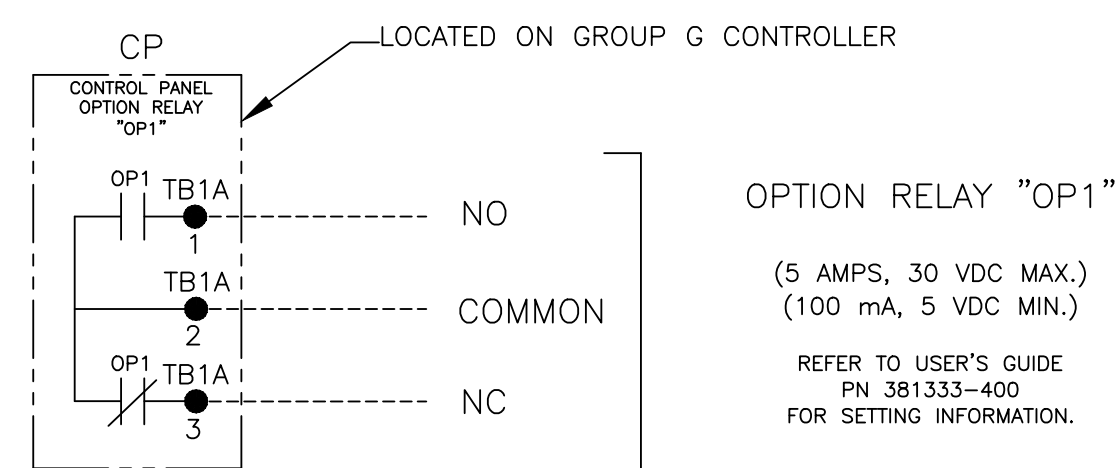 CP
LOCATED ON GROUP G CONTROLLER
CONTROL PANEL
OPTION RELAY
"OP1"
OP1 TB1A
1
NO
TB1A
2
COMMON
OP1 TB1A
3
NC
OPTION RELAY "OP1"
(5 AMPS, 30 VDC MAX.)
(100 mA, 5 VDC MIN.)
REFER TO USER'S GUIDE
PN 381333-400
FOR SETTING INFORMATION.